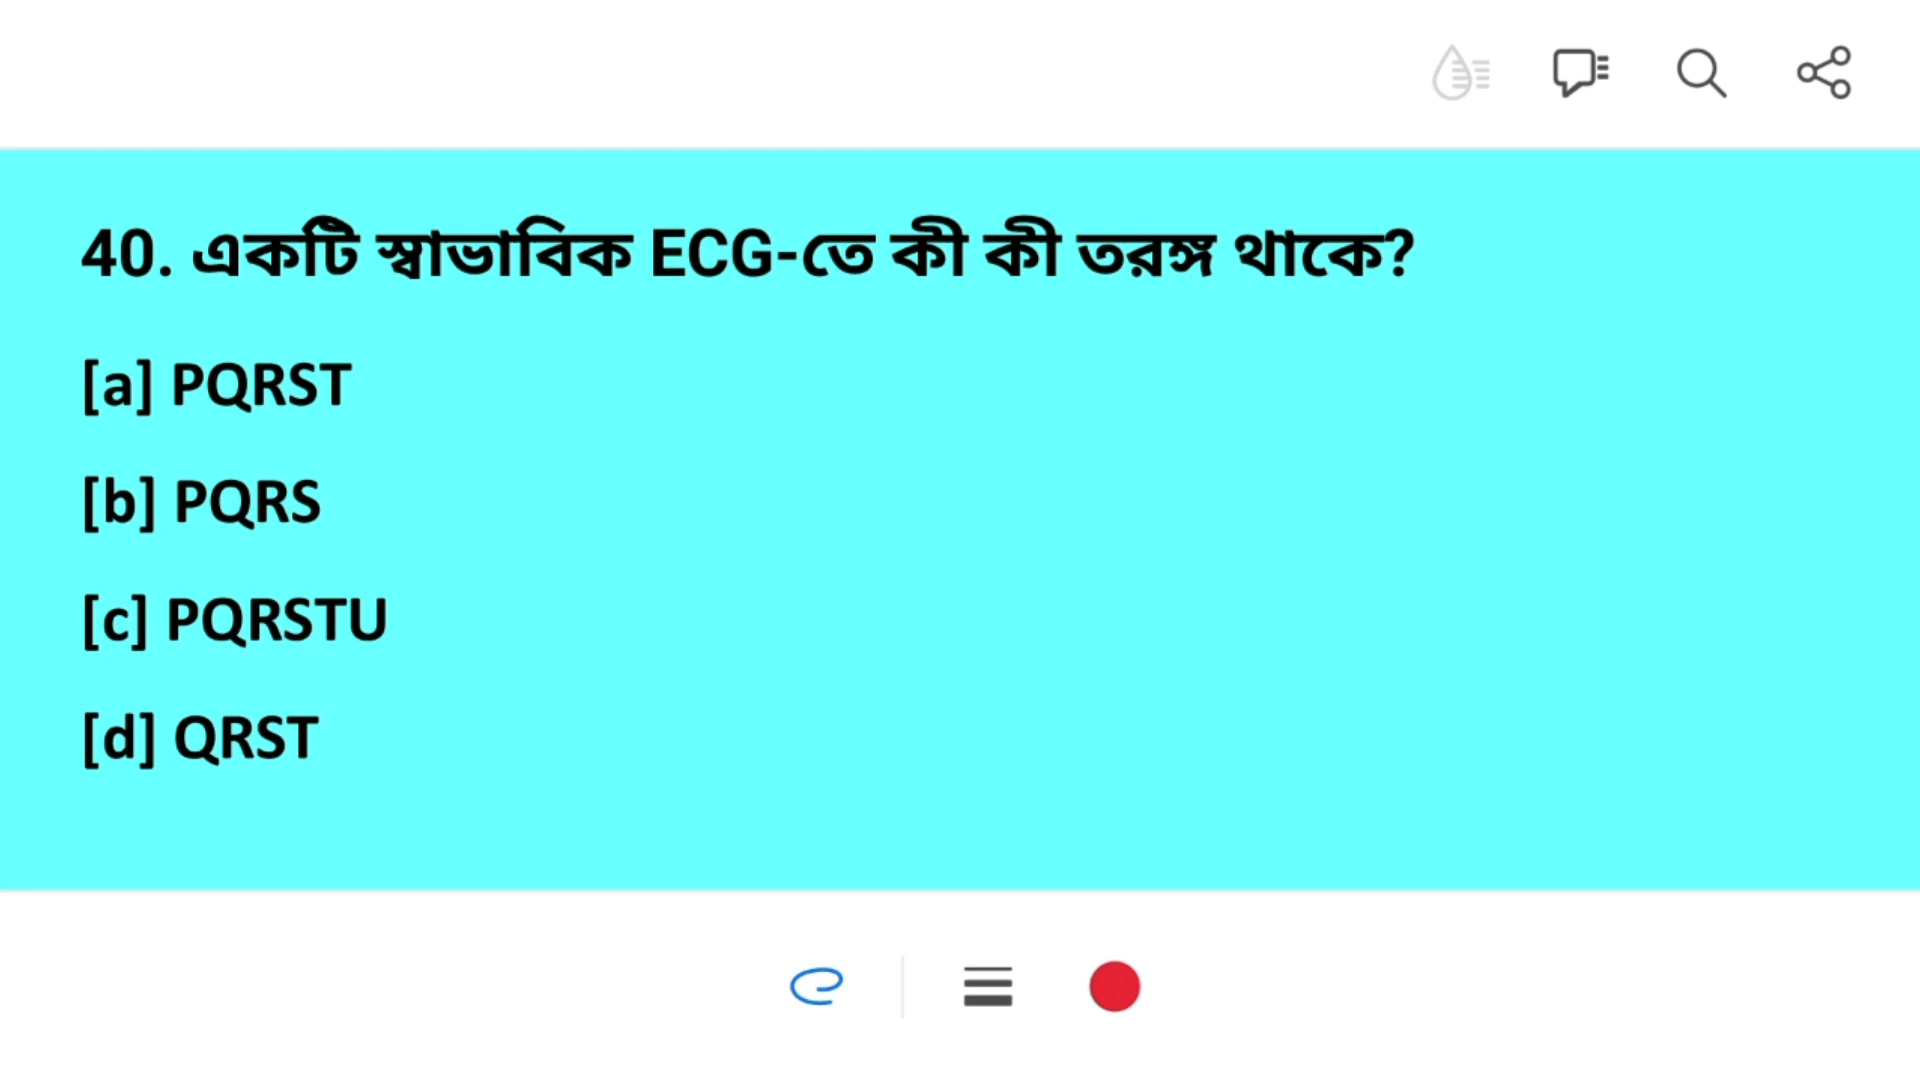 40. একটি স্বাভাবিক ECG-তে কী কী তরঙ্গ থাকে?
[a] PQRST
[b] PQRS
[c] PQRSTU
[d] QRST